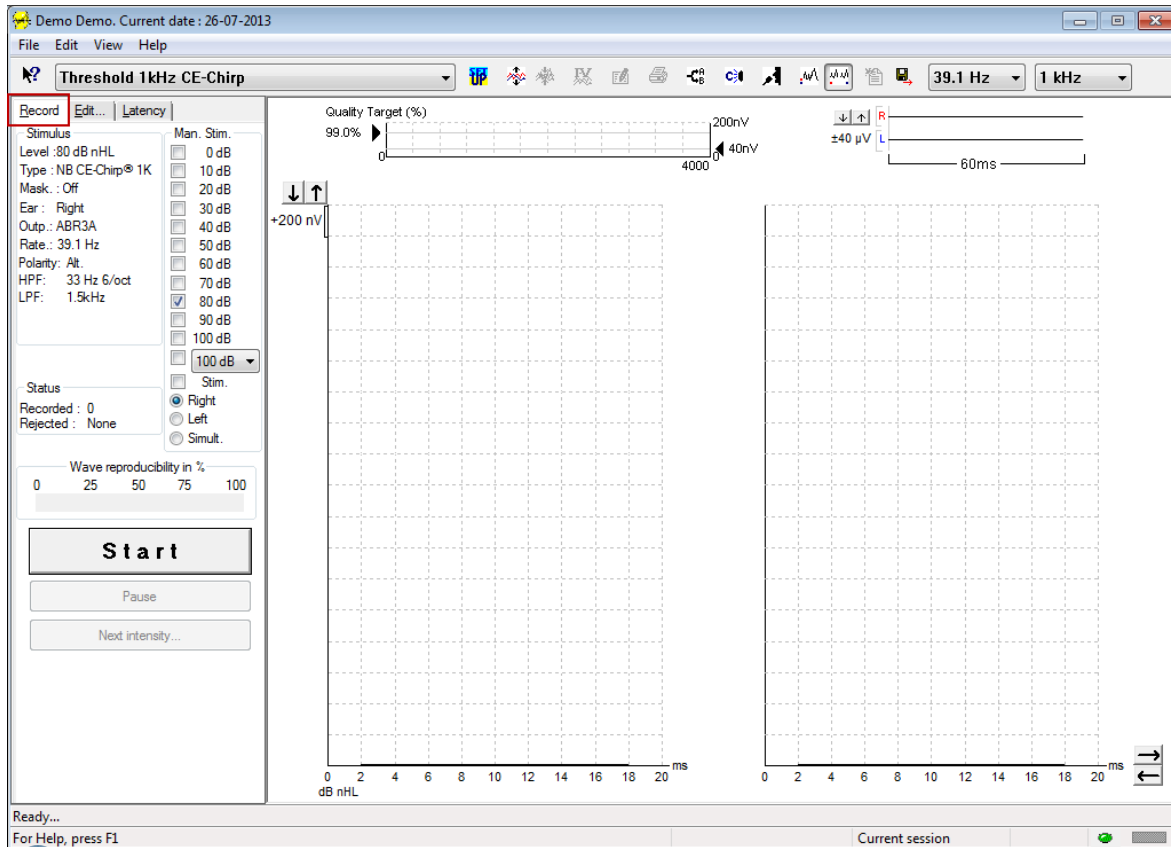 Demo Demo. Current date : 26-07-2013
File Edit View Help
Threshold 1kHz CE-Chirp
39.1 Hz
1 kHz
Record Edit... Latency
Stimulus
Level :80 dB nHL
Type : NB CE-Chirp® 1K
Mask. : Off
Ear : Right
Outp.: ABR3A
Rate.: 39.1 Hz
Polarity: Alt.
HPF: 33 Hz 6/oct
LPF: 1.5kHz
Man. Stim.
0 dB
10 dB
20 dB
30 dB
40 dB
50 dB
60 dB
70 dB
80 dB
90 dB
100 dB
100 dB
Stim.
Right
Left
Simult.
Status
Recorded : 0
Rejected : None
Wave reproducibility in %
0 25 50 75 100
Start
Pause
Next intensity...
Quality Target (%)
99.0%
200nV
40nV
0 4000 0
R
±40 µV L
60ms
+200 nV
0 2 4 6 8 10 12 14 16 18 20 ms
dB nHL
0 2 4 6 8 10 12 14 16 18 20 ms
Ready...
For Help, press F1
Current session